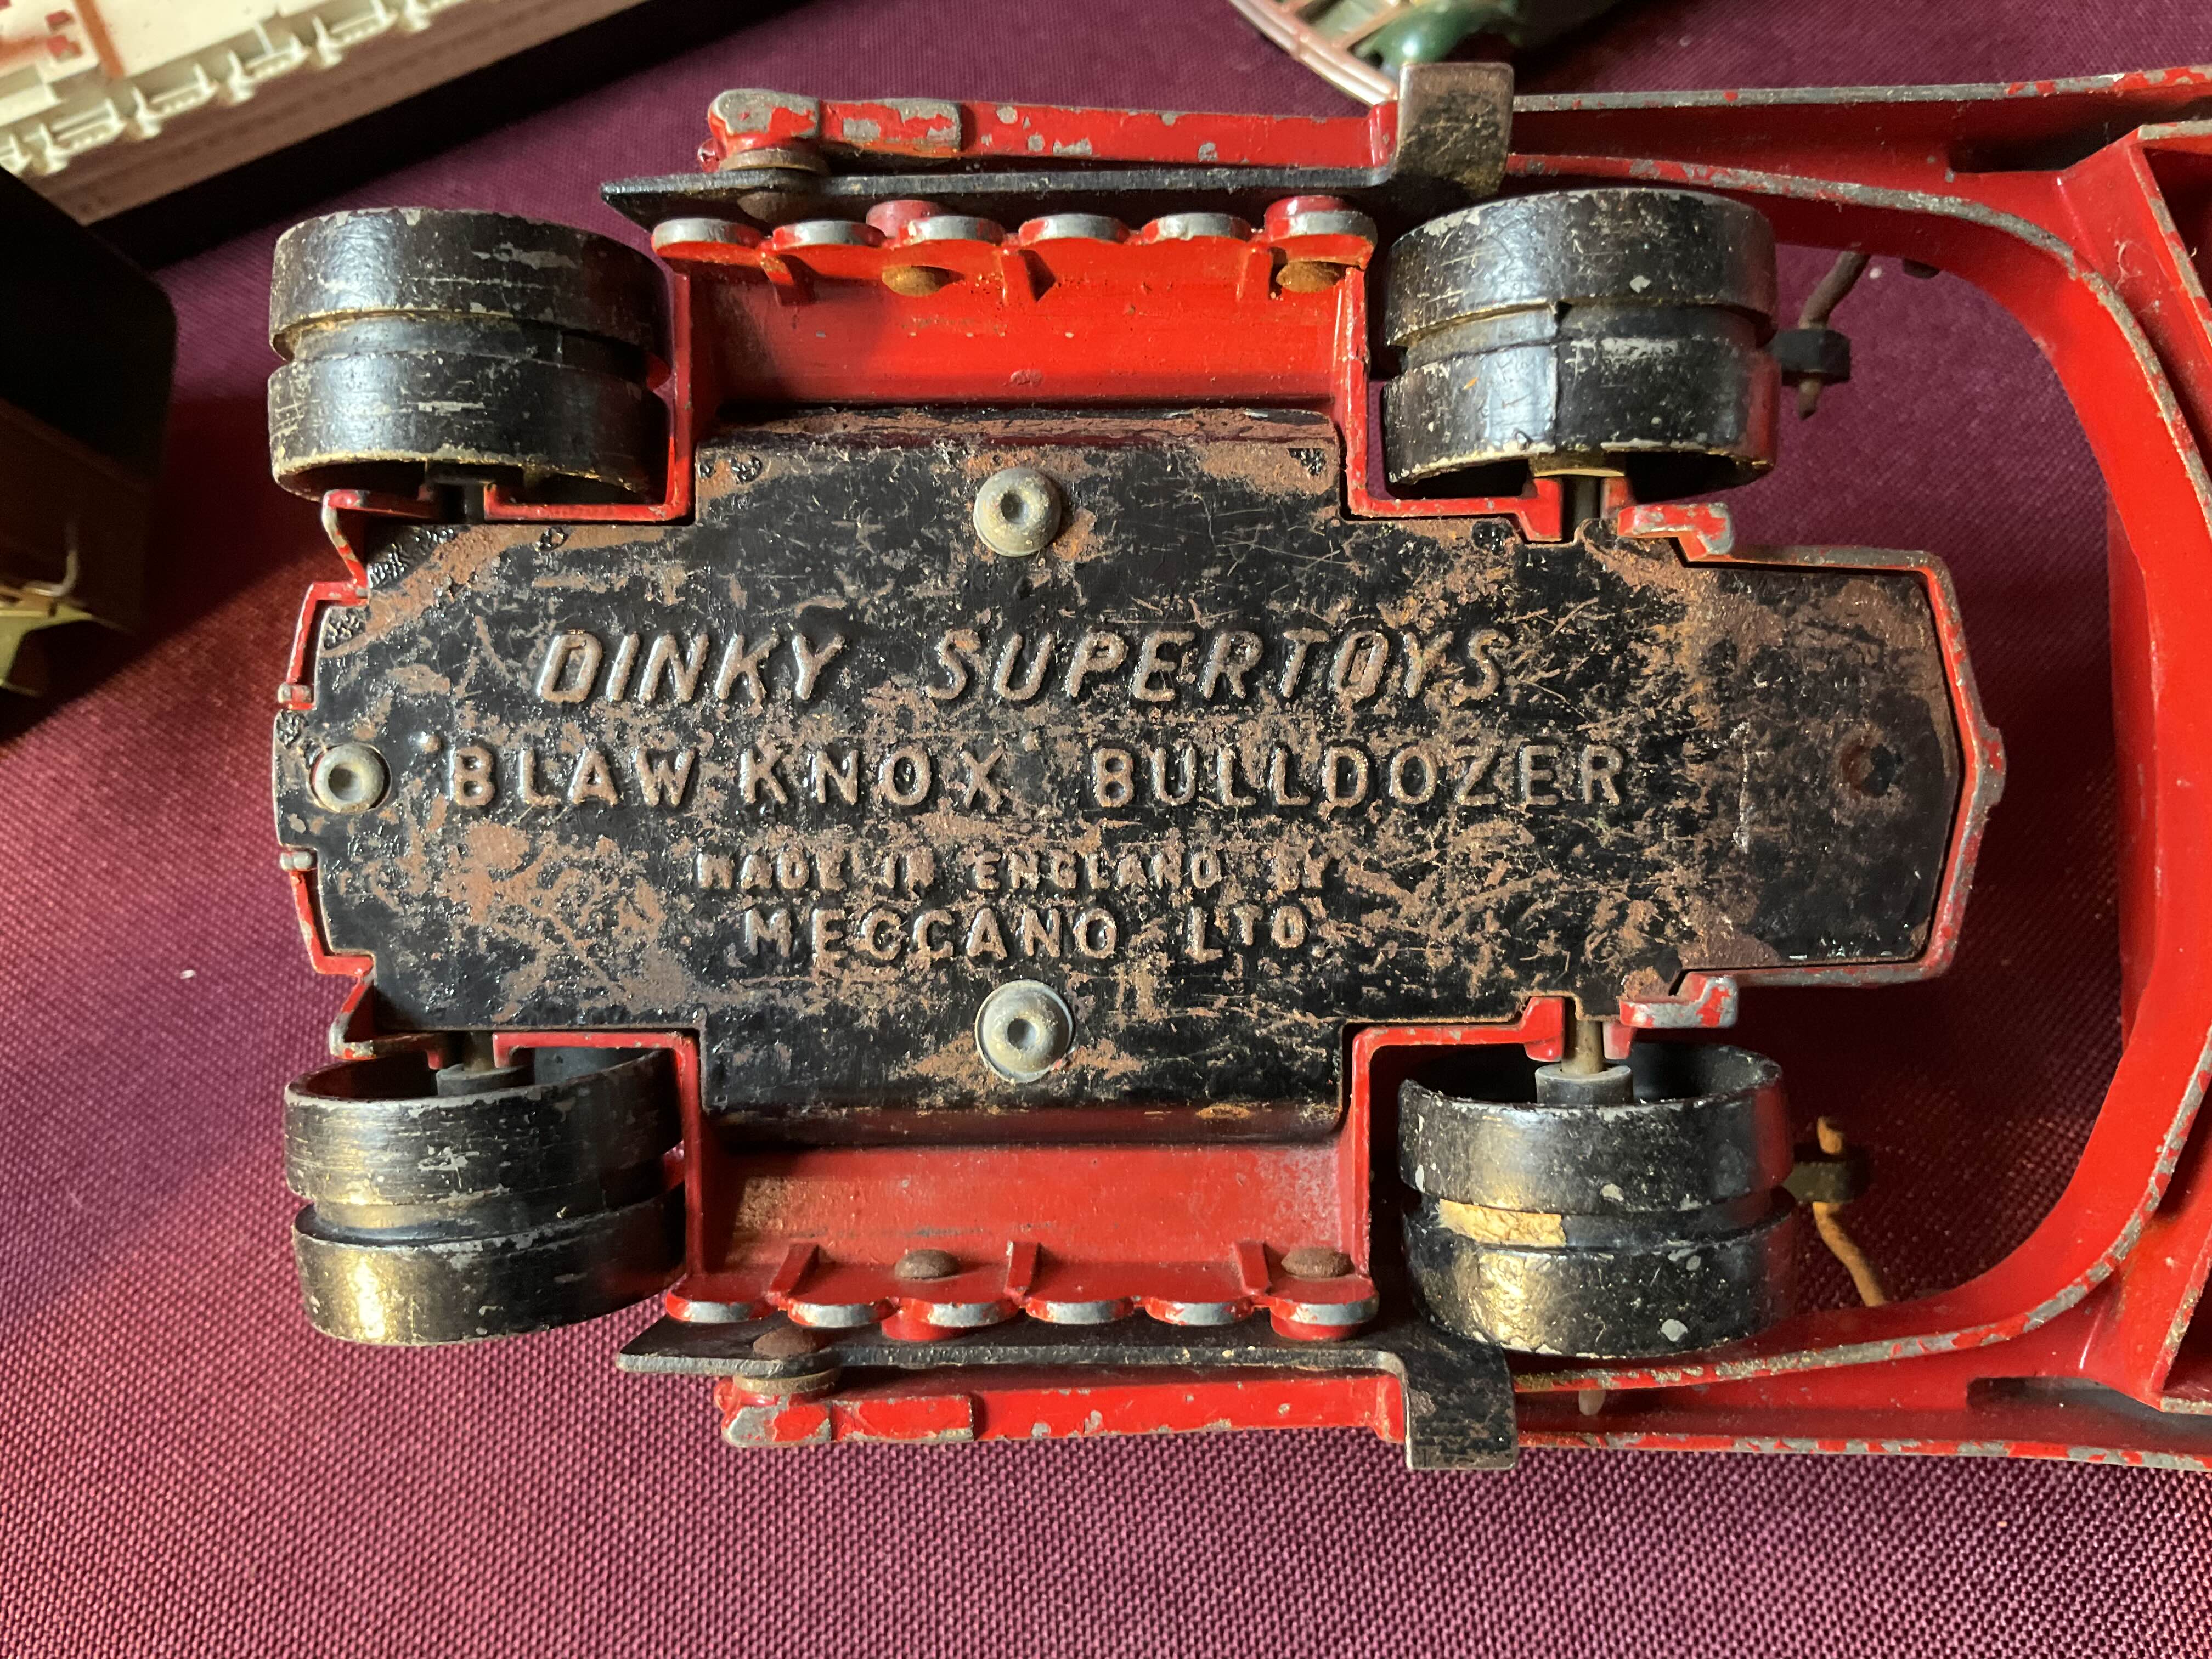 DINKY SUPERTOYS
BLAW KNOX BULLDOZER
MADE IN ENGLAND BY
MECCANO LTD.